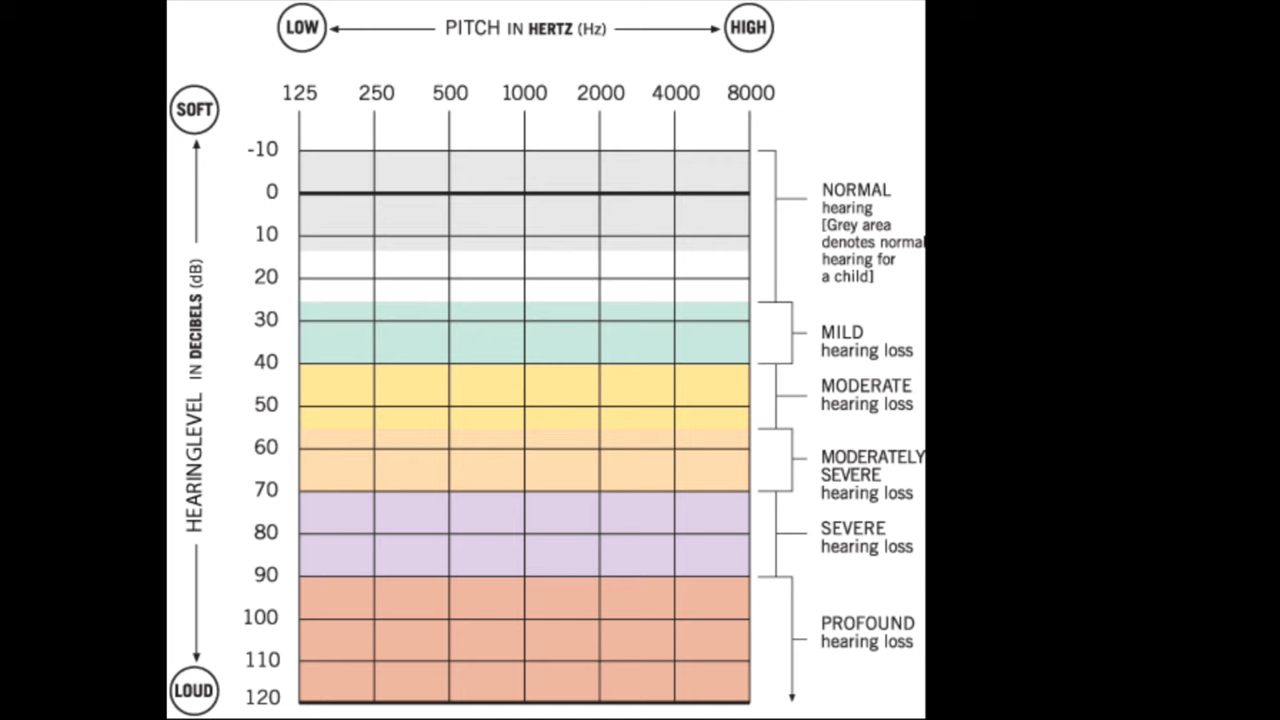 LOW PITCH IN HERTZ (Hz) HIGH
125 250 500 1000 2000 4000 8000
SOFT
HEARINGLEVEL IN DECIBELS (dB)
LOUD
-10
0
10
20
30
40
50
60
70
80
90
100
110
120
NORMAL
hearing
[Grey area
denotes normal
hearing for
a child]
MILD
hearing loss
MODERATE
hearing loss
MODERATELY
SEVERE
hearing loss
SEVERE
hearing loss
PROFOUND
hearing loss